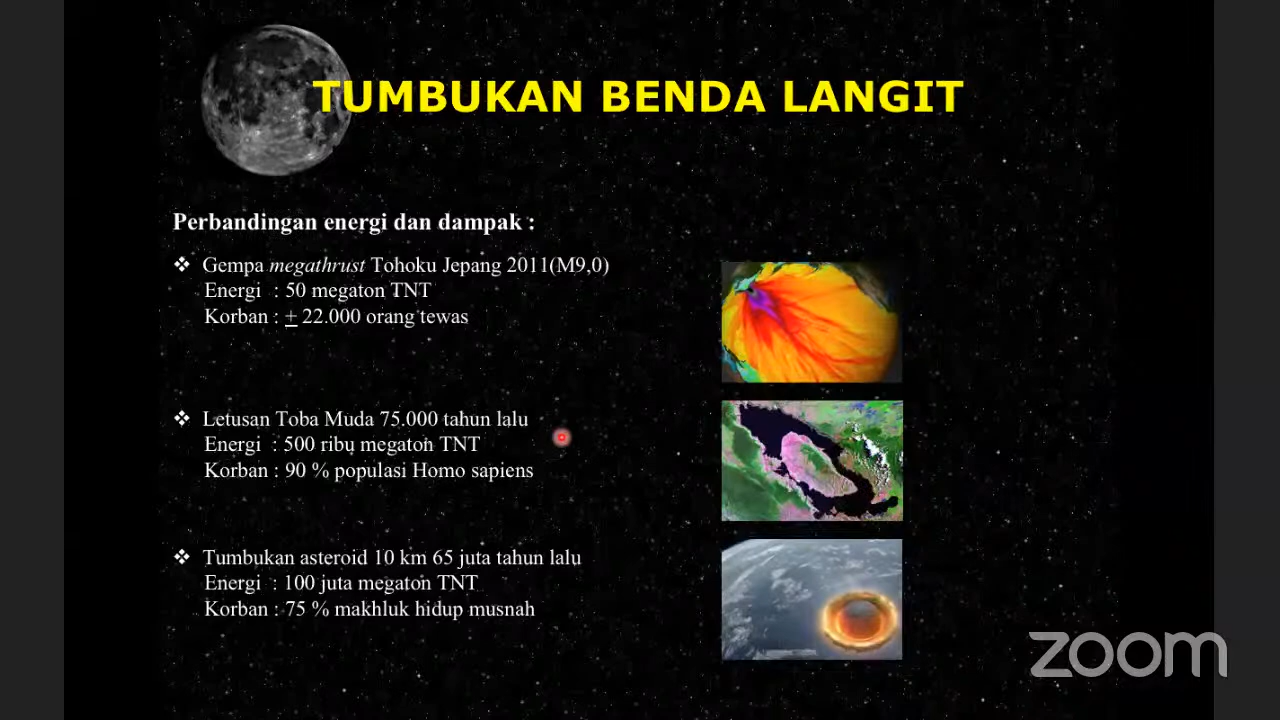 TUMBUKAN BENDA LANGIT
Perbandingan energi dan dampak :
❖ Gempa megathrust Tohoku Jepang 2011(M9,0)
Energi : 50 megaton TNT
Korban : + 22.000 orang tewas
❖ Letusan Toba Muda 75.000 tahun lalu
Energi : 500 ribu megaton TNT
Korban : 90 % populasi Homo sapiens
❖ Tumbukan asteroid 10 km 65 juta tahun lalu
Energi : 100 juta megaton TNT
Korban : 75 % makhluk hidup musnah
zoom